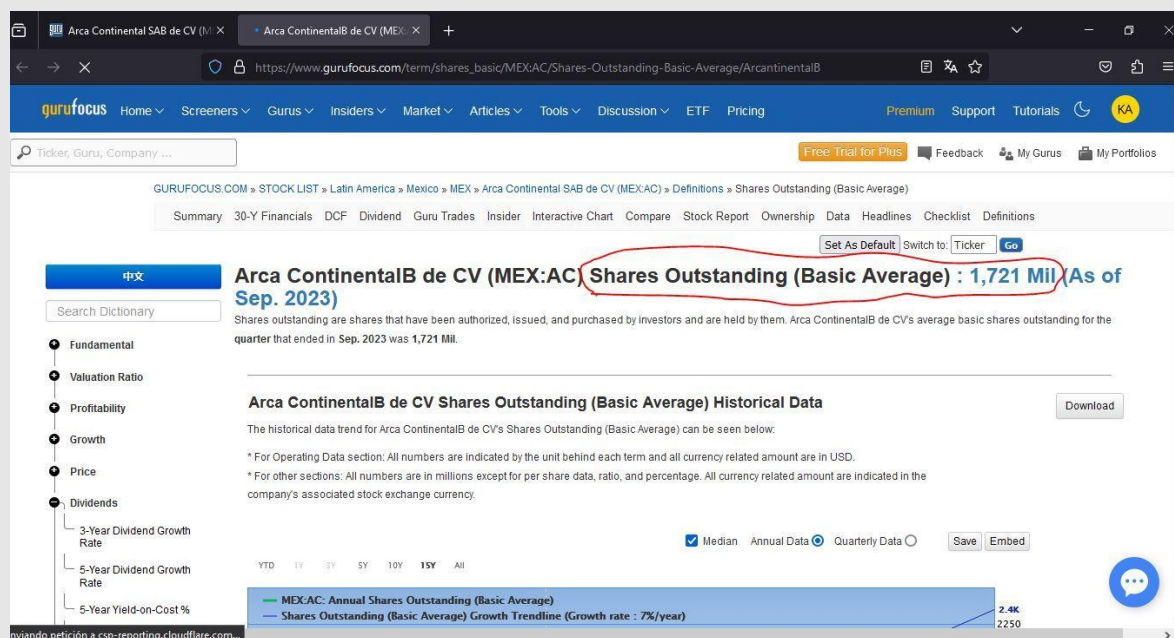 Arca Continental SAB de CV (M
Arca ContinentalB de CV (MEX:
https://www.gurufocus.com/term/shares_basic/MEX:AC/Shares-Outstanding-Basic-Average/ArcantinentalB
gurufocus Home Screeners Gurus Insiders Market Articles Tools Discussion ETF Pricing Premium Support Tutorials KA
Ticker, Guru, Company ... Free Trial for Plus Feedback My Gurus My Portfolios
GURUFOCUS.COM » STOCK LIST » Latin America » Mexico » MEX » Arca Continental SAB de CV (MEX:AC) » Definitions » Shares Outstanding (Basic Average)
Summary 30-Y Financials DCF Dividend Guru Trades Insider Interactive Chart Compare Stock Report Ownership Data Headlines Checklist Definitions
Set As Default Switch to: Ticker Go
中文
Search Dictionary
Fundamental
Valuation Ratio
Profitability
Growth
Price
Dividends
3-Year Dividend Growth
Rate
5-Year Dividend Growth
Rate
5-Year Yield-on-Cost %
Arca ContinentalB de CV (MEX:AC) Shares Outstanding (Basic Average) : 1,721 Mil (As of
Sep. 2023)
Shares outstanding are shares that have been authorized, issued, and purchased by investors and are held by them. Arca ContinentalB de CV's average basic shares outstanding for the
quarter that ended in Sep. 2023 was 1,721 Mil.
Arca ContinentalB de CV Shares Outstanding (Basic Average) Historical Data
Download
The historical data trend for Arca ContinentalB de CV's Shares Outstanding (Basic Average) can be seen below:
* For Operating Data section: All numbers are indicated by the unit behind each term and all currency related amount are in USD.
* For other sections: All numbers are in millions except for per share data, ratio, and percentage. All currency related amount are indicated in the
company's associated stock exchange currency.
Median Annual Data Quarterly Data Save Embed
YTD 1Y 3Y 5Y 10Y 15Y All
MEX:AC: Annual Shares Outstanding (Basic Average)
Shares Outstanding (Basic Average) Growth Trendline (Growth rate : 7%/year)
2.4K
2250
nviando petición a csp-reporting.cloudflare.com...